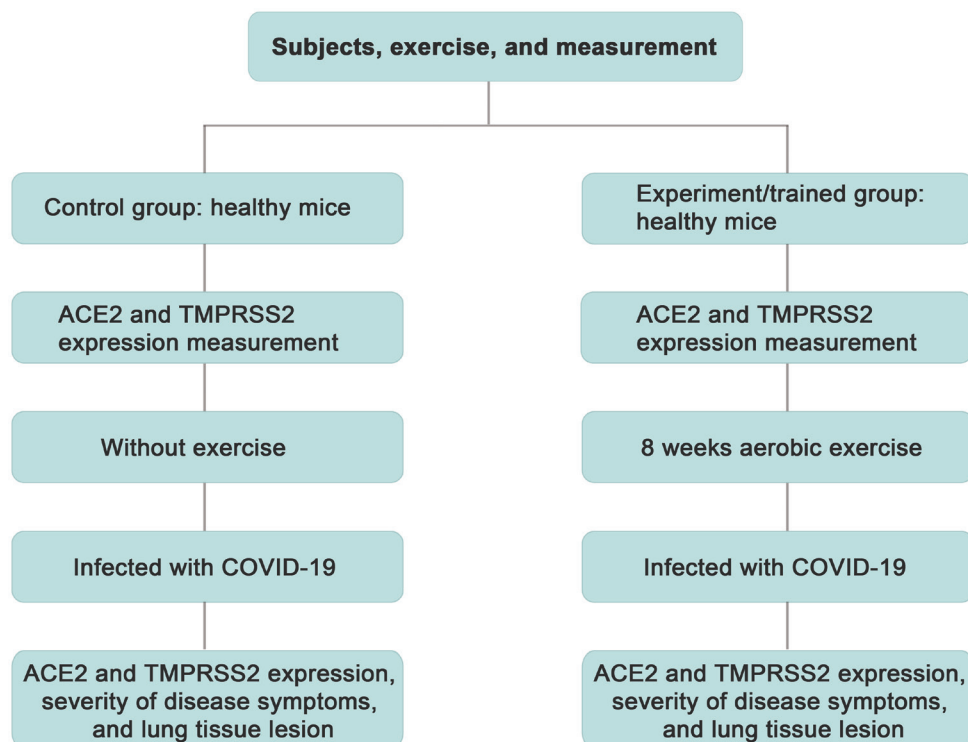 Subjects, exercise, and measurement
Control group: healthy mice
ACE2 and TMPRSS2
expression measurement
Without exercise
Infected with COVID-19
ACE2 and TMPRSS2 expression,
severity of disease symptoms,
and lung tissue lesion
Experiment/trained group:
healthy mice
ACE2 and TMPRSS2
expression measurement
8 weeks aerobic exercise
Infected with COVID-19
ACE2 and TMPRSS2 expression,
severity of disease symptoms,
and lung tissue lesion